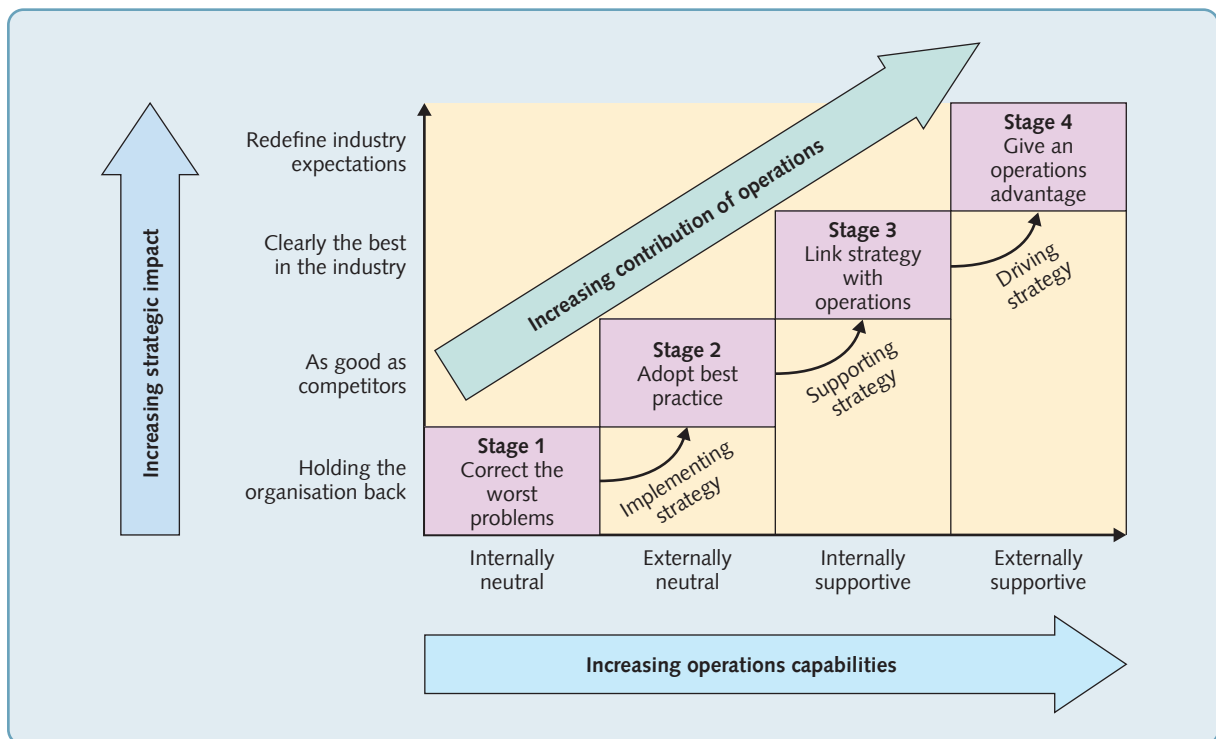 Increasing strategic impact
Redefine industry
expectations
Clearly the best
in the industry
As good as
competitors
Holding the
organisation back
Increasing contribution of operations
Stage 4
Give an
operations
advantage
Stage 3
Link strategy
with
operations
Driving
strategy
Stage 2
Adopt best
practice
Supporting
strategy
Stage 1
Correct the
worst
problems
Implementing
strategy
Internally
neutral
Externally
neutral
Internally
supportive
Externally
supportive
Increasing operations capabilities